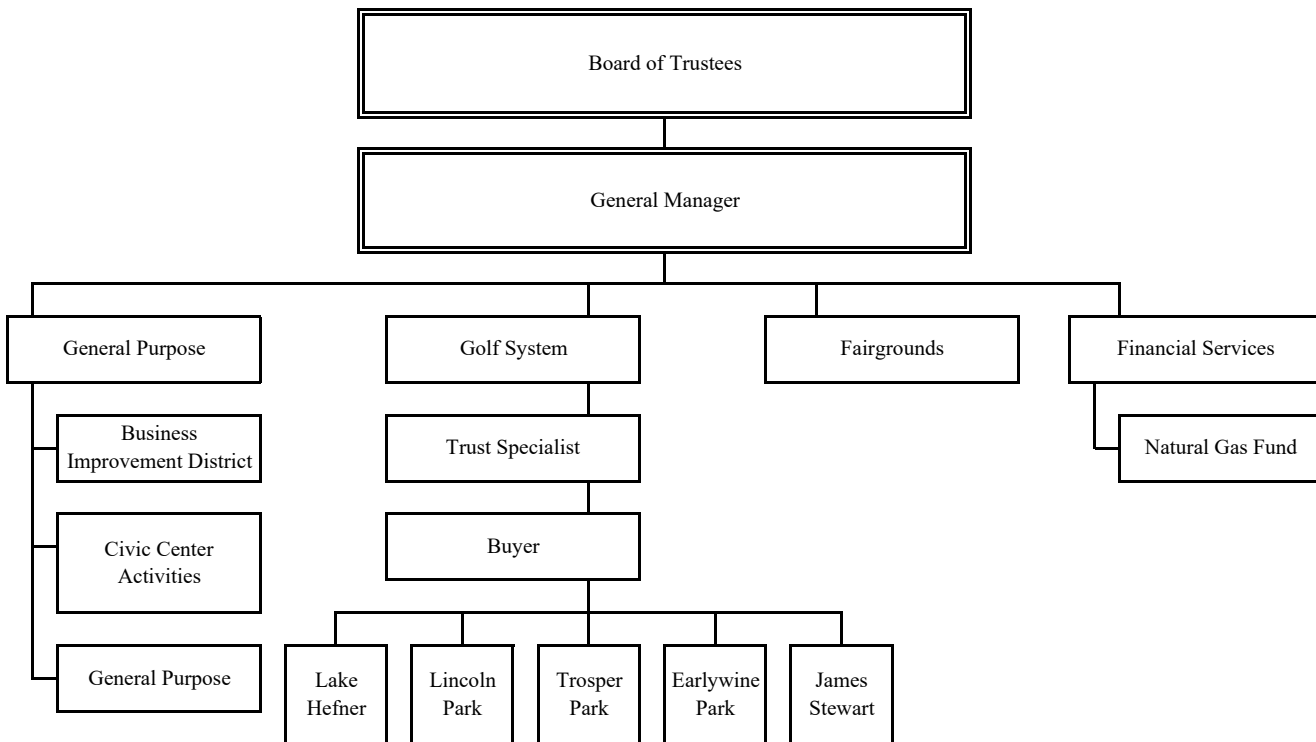 Board of Trustees
General Manager
General Purpose
Golf System
Fairgrounds
Financial Services
Business
Improvement District
Trust Specialist
Natural Gas Fund
Civic Center
Activities
Buyer
General Purpose
Lake
Hefner
Lincoln
Park
Trosper
Park
Earlywine
Park
James
Stewart